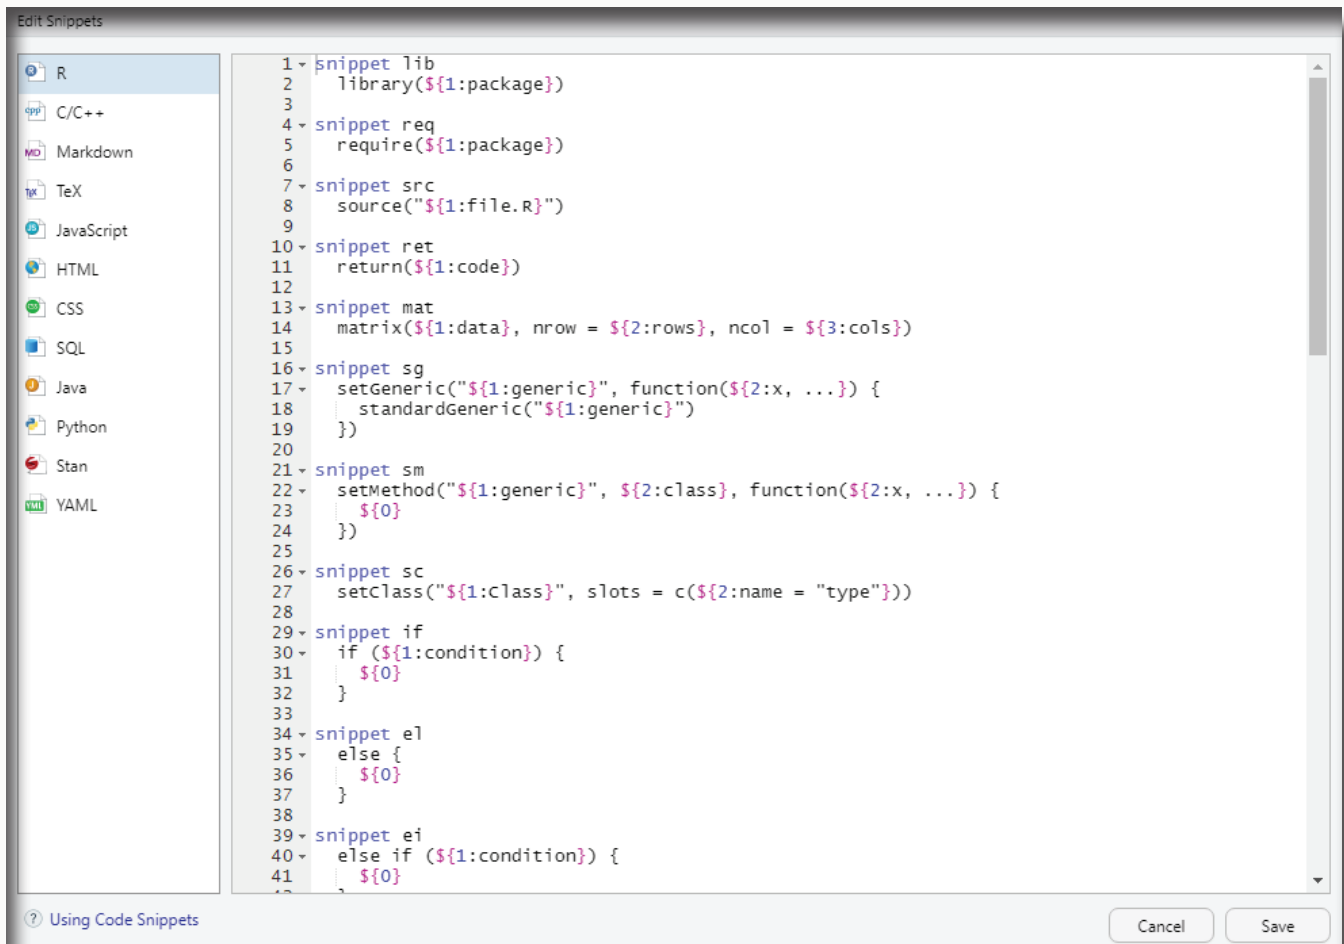 Edit Snippets
R
C/C++
Markdown
TeX
JavaScript
HTML
CSS
SQL
Java
Python
Stan
YAML
1 snippet lib
2   library(${1:package})
3
4 snippet req
5   require(${1:package})
6
7 snippet src
8   source("${1:file.R}")
9
10 snippet ret
11   return(${1:code})
12
13 snippet mat
14   matrix(${1:data}, nrow = ${2:rows}, ncol = ${3:cols})
15
16 snippet sg
17   setGeneric("${1:generic}", function(${2:x, ...}) {
18     standardGeneric("${1:generic}")
19   })
20
21 snippet sm
22   setMethod("${1:generic}", ${2:class}, function(${2:x, ...}) {
23     ${0}
24   })
25
26 snippet sc
27   setClass("${1:Class}", slots = c(${2:name = "type"}))
28
29 snippet if
30   if (${1:condition}) {
31     ${0}
32   }
33
34 snippet el
35   else {
36     ${0}
37   }
38
39 snippet ei
40   else if (${1:condition}) {
41     ${0}
? Using Code Snippets
Cancel
Save